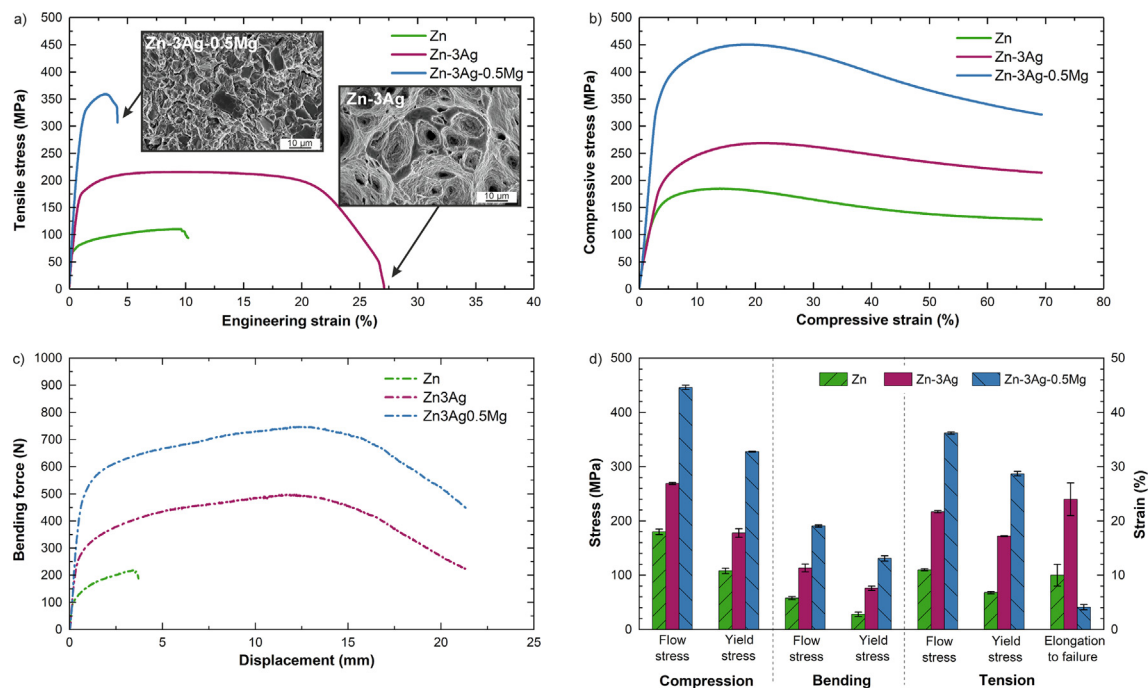 a)
500
450
400
350
300
250
200
150
100
50
0
Tensile stress (MPa)
Zn
Zn-3Ag
Zn-3Ag-0.5Mg
Zn-3Ag-0.5Mg
10 µm
Zn-3Ag
10 µm
0 5 10 15 20 25 30 35 40
Engineering strain (%)
b)
500
450
400
350
300
250
200
150
100
50
0
Compressive stress (MPa)
Zn
Zn-3Ag
Zn-3Ag-0.5Mg
0 10 20 30 40 50 60 70 80
Compressive strain (%)
c)
1000
900
800
700
600
500
400
300
200
100
0
Bending force (N)
Zn
Zn3Ag
Zn3Ag0.5Mg
0 5 10 15 20 25
Displacement (mm)
d)
500
400
300
200
100
0
Stress (MPa)
Zn Zn-3Ag Zn-3Ag-0.5Mg
50
40
30
20
10
0
Strain (%)
Flow Yield Flow Yield Flow Yield Elongation
stress stress stress stress stress stress to failure
Compression Bending Tension